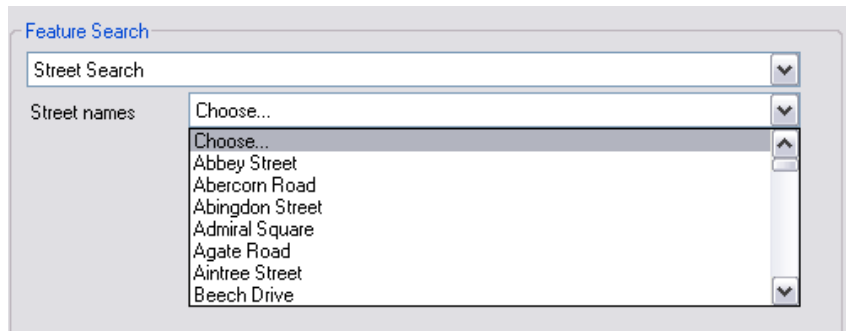 Feature Search
Street Search
Street names Choose...
Choose...
Abbey Street
Abercorn Road
Abingdon Street
Admiral Square
Agate Road
Aintree Street
Beech Drive